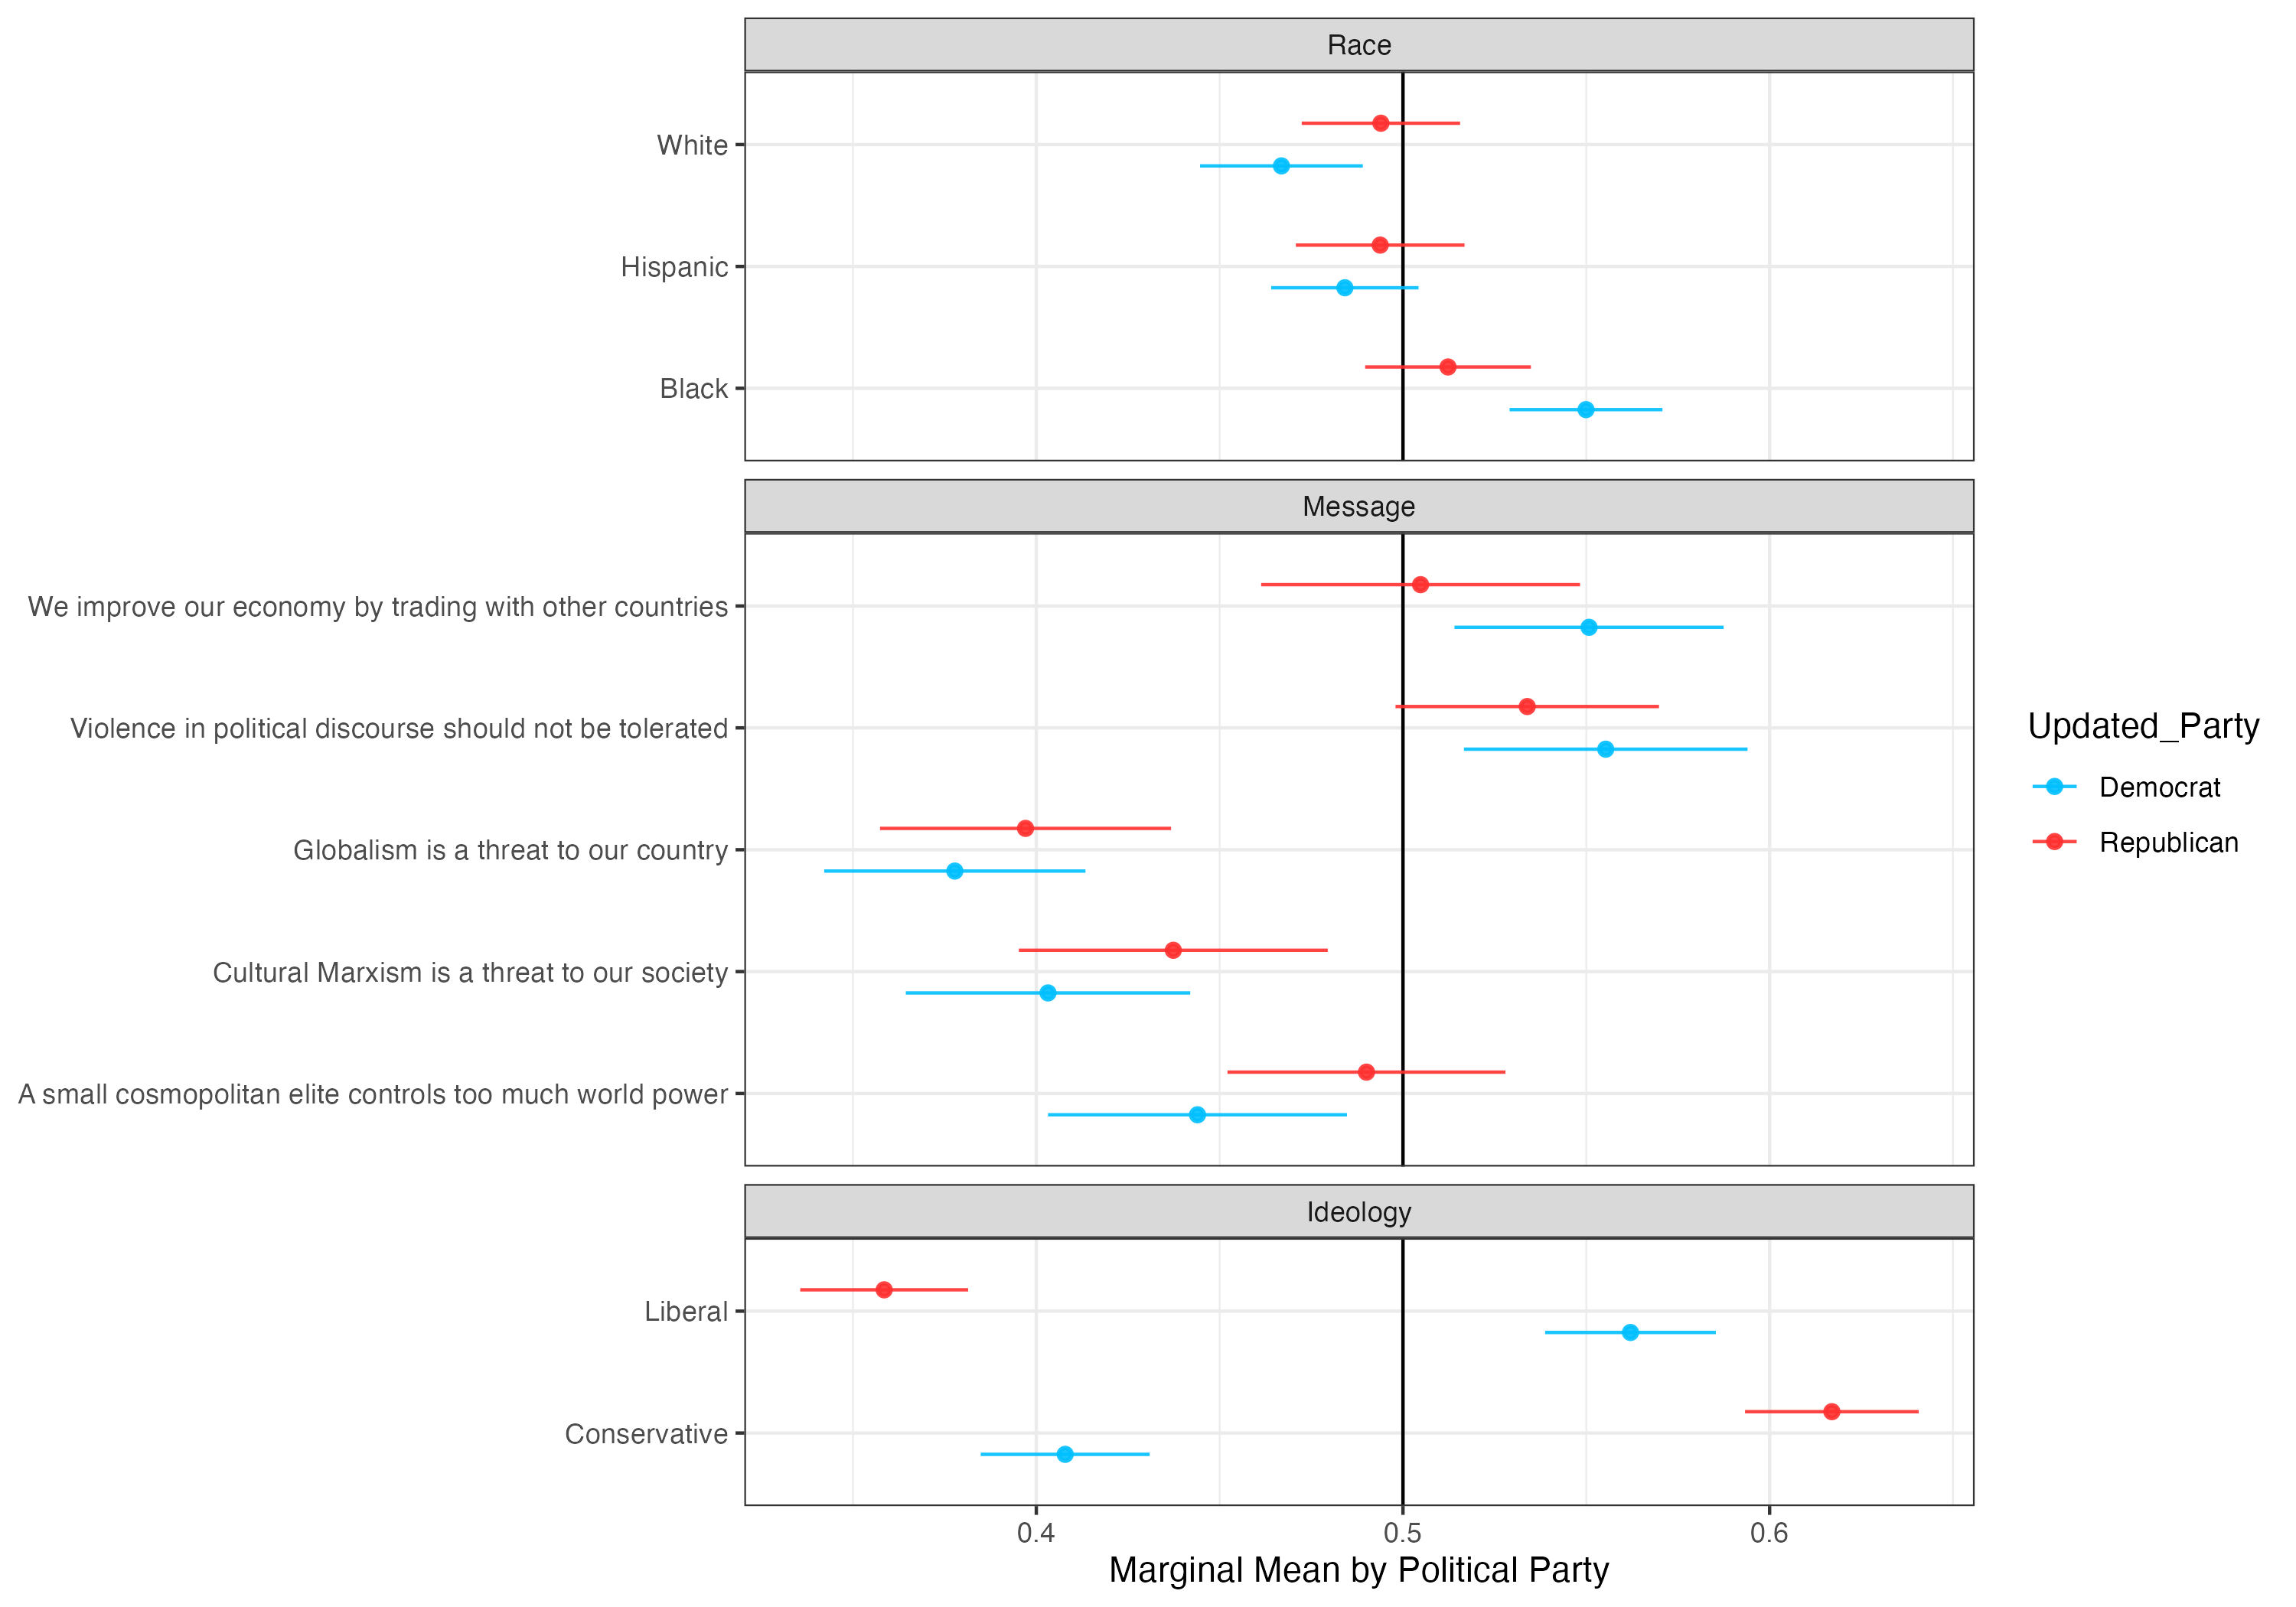 Race
White
Hispanic
Black
Message
We improve our economy by trading with other countries
Violence in political discourse should not be tolerated
Globalism is a threat to our country
Cultural Marxism is a threat to our society
A small cosmopolitan elite controls too much world power
Ideology
Liberal
Conservative
0.4 0.5 0.6
Marginal Mean by Political Party
Updated_Party
Democrat
Republican